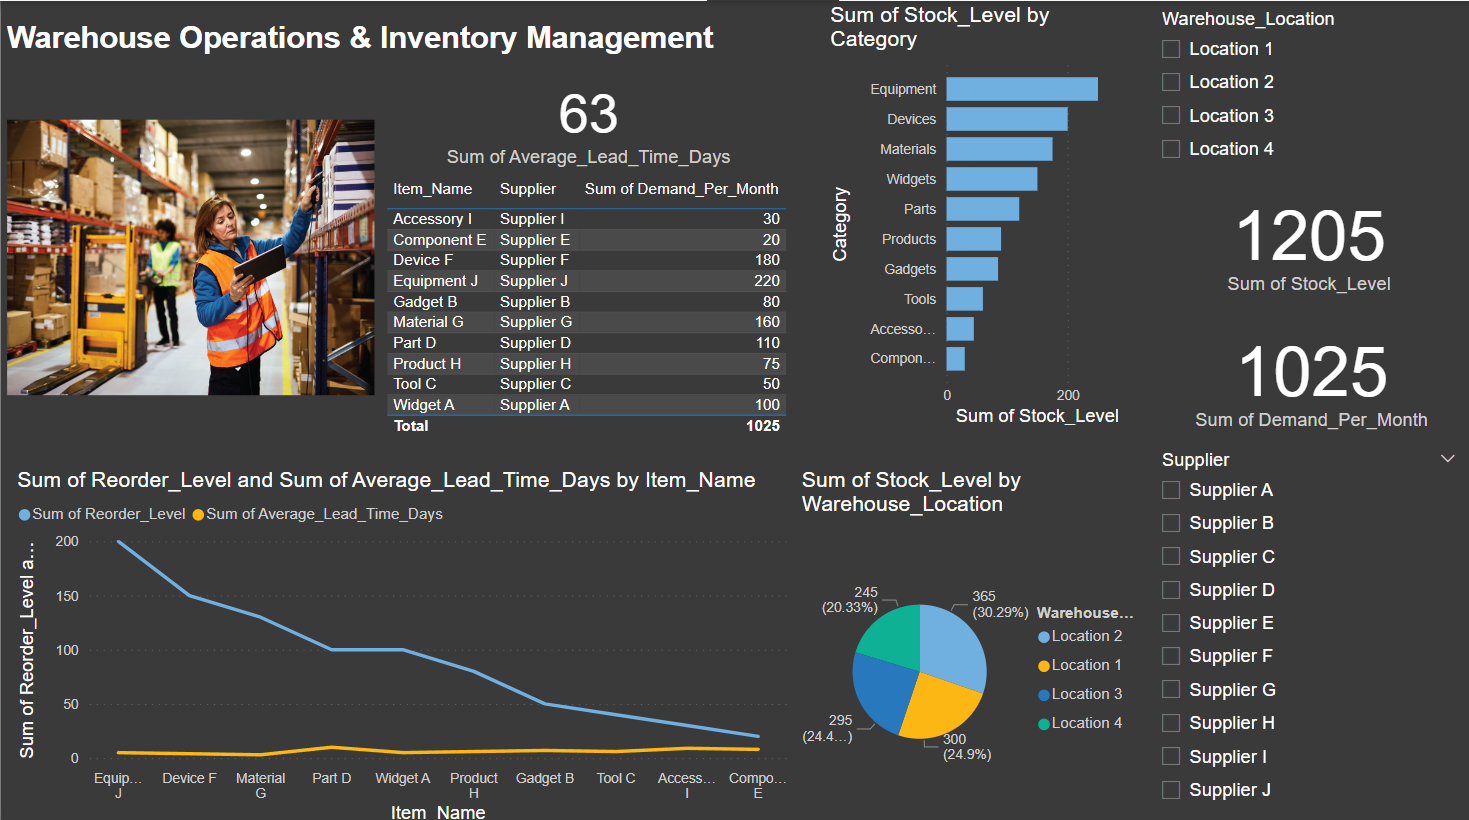 Warehouse Operations & Inventory Management
63
Sum of Average_Lead_Time_Days
Item_Name Supplier Sum of Demand_Per_Month
Accessory I Supplier I 30
Component E Supplier E 20
Device F Supplier F 180
Equipment J Supplier J 220
Gadget B Supplier B 80
Material G Supplier G 160
Part D Supplier D 110
Product H Supplier H 75
Tool C Supplier C 50
Widget A Supplier A 100
Total 1025
Sum of Stock_Level by
Category
Category
Equipment
Devices
Materials
Widgets
Parts
Products
Gadgets
Tools
Accesso...
Compon...
0 200
Sum of Stock_Level
Warehouse_Location
Location 1
Location 2
Location 3
Location 4
1205
Sum of Stock_Level
1025
Sum of Demand_Per_Month
Sum of Reorder_Level and Sum of Average_Lead_Time_Days by Item_Name
Sum of Reorder_Level Sum of Average_Lead_Time_Days
Sum of Reorder_Level a...
200
150
100
50
0
Equip... Device F Material Part D Widget A Product Gadget B Tool C Access... Compo...
J G H I E
Item_Name
Sum of Stock_Level by
Warehouse_Location
245
(20.33%)
365
(30.29%)
295
(24.4...)
300
(24.9%)
Warehouse...
Location 2
Location 1
Location 3
Location 4
Supplier
Supplier A
Supplier B
Supplier C
Supplier D
Supplier E
Supplier F
Supplier G
Supplier H
Supplier I
Supplier J